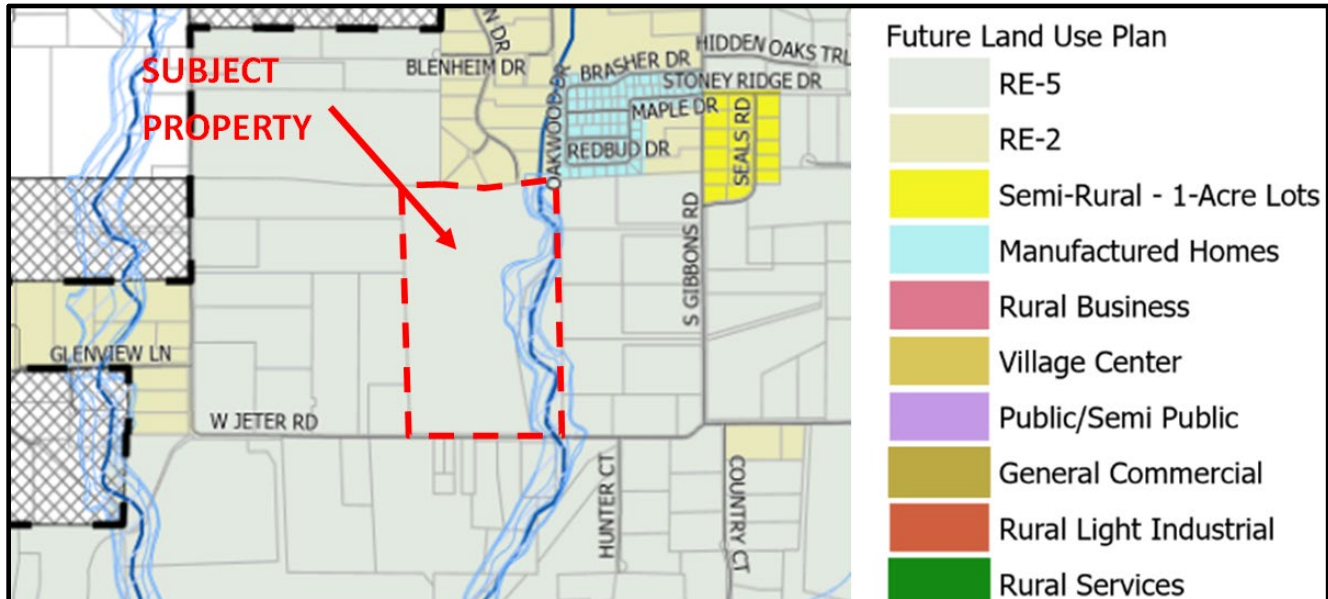 SUBJECT
PROPERTY
N DR
BLENHEIM DR
OAKWOOD DR
BRASHER DR
HIDDEN OAKS TRL
STONEY RIDGE DR
MAPLE DR
REDBUD DR
SEALS RD
S GIBBONS RD
GLENVIEW LN
W JETER RD
HUNTER CT
COUNTRY CT
Future Land Use Plan
RE-5
RE-2
Semi-Rural - 1-Acre Lots
Manufactured Homes
Rural Business
Village Center
Public/Semi Public
General Commercial
Rural Light Industrial
Rural Services